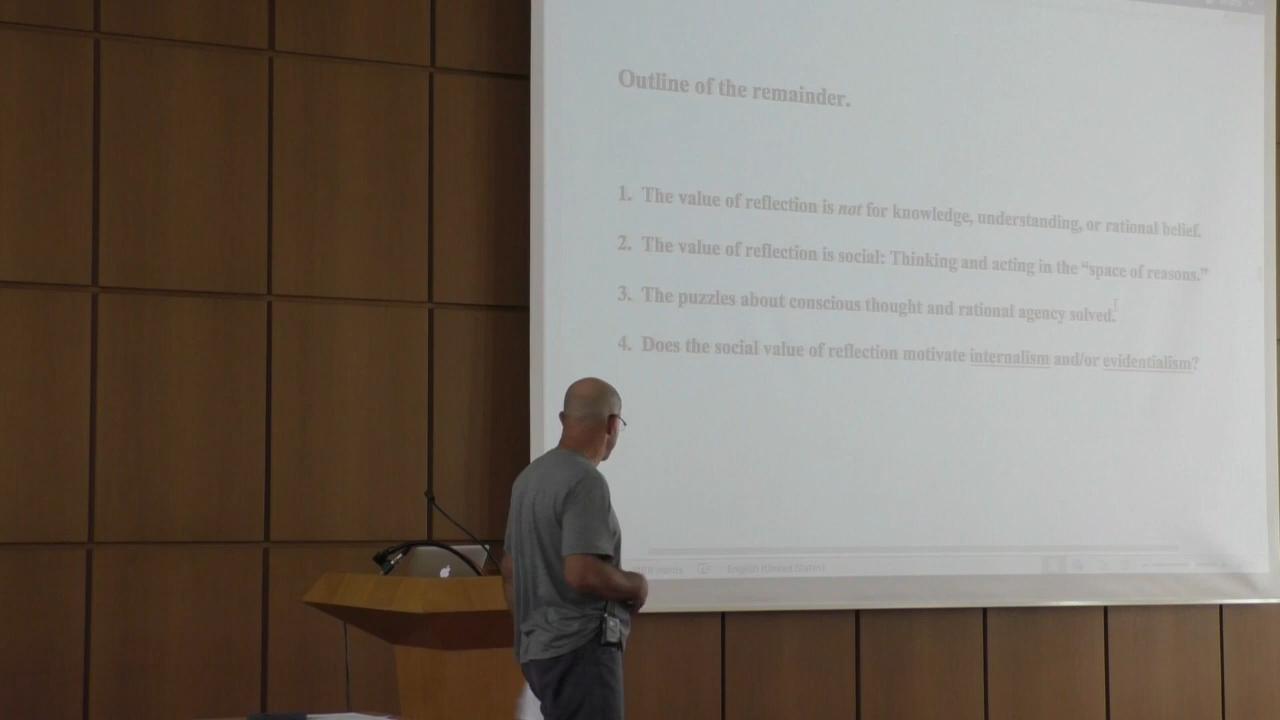 Outline of the remainder.
1. The value of reflection is not for knowledge, understanding, or rational belief.
2. The value of reflection is social: Thinking and acting in the “space of reasons.”
3. The puzzles about conscious thought and rational agency solved.
4. Does the social value of reflection motivate internalism and/or evidentialism?
words English (United States)